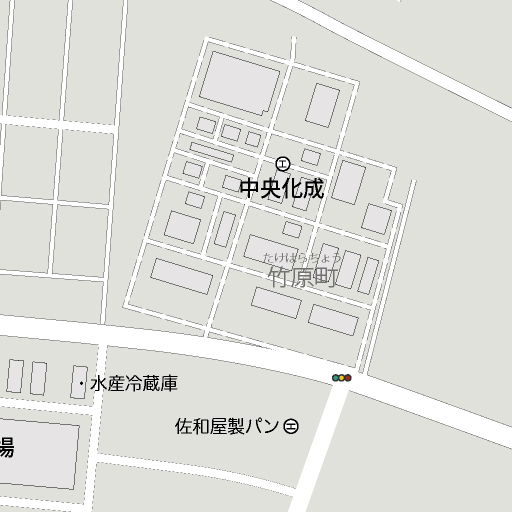 中央化成
たけはらちょう
竹原町
水産冷蔵庫
佐和屋製パン
場